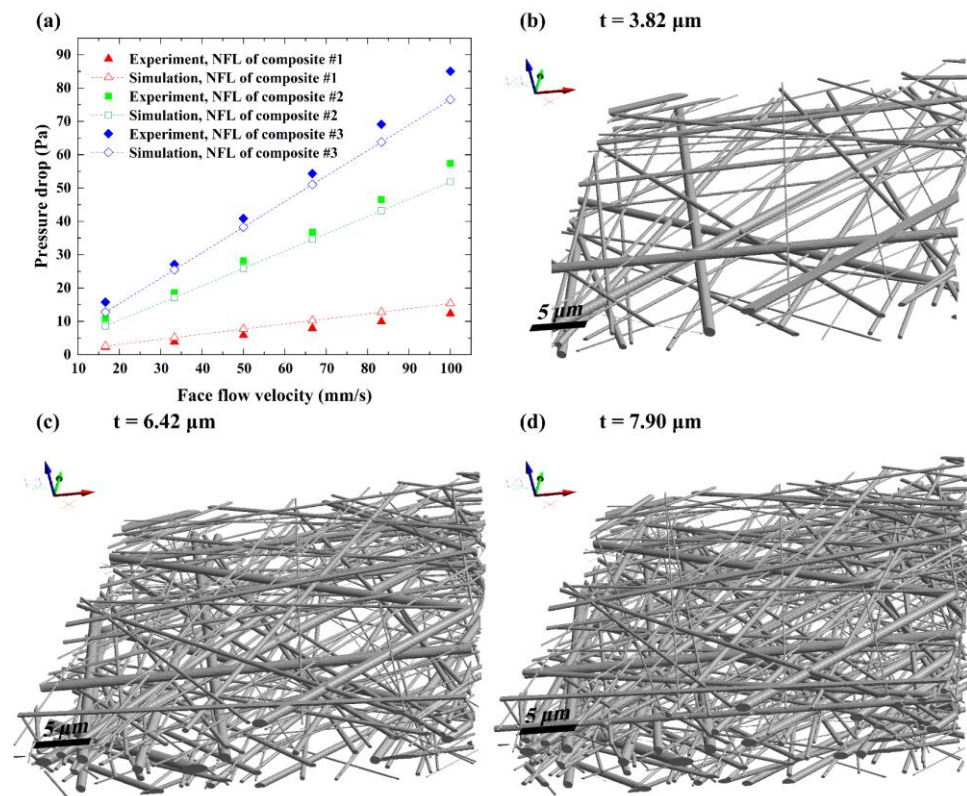 (a)
Experiment, NFL of composite #1
Simulation, NFL of composite #1
Experiment, NFL of composite #2
Simulation, NFL of composite #2
Experiment, NFL of composite #3
Simulation, NFL of composite #3
90
80
70
60
50
40
30
20
10
0
Pressure drop (Pa)
10 20 30 40 50 60 70 80 90 100
Face flow velocity (mm/s)
(b) t = 3.82 μm
5 μm
(c) t = 6.42 μm
5 μm
(d) t = 7.90 μm
5 μm